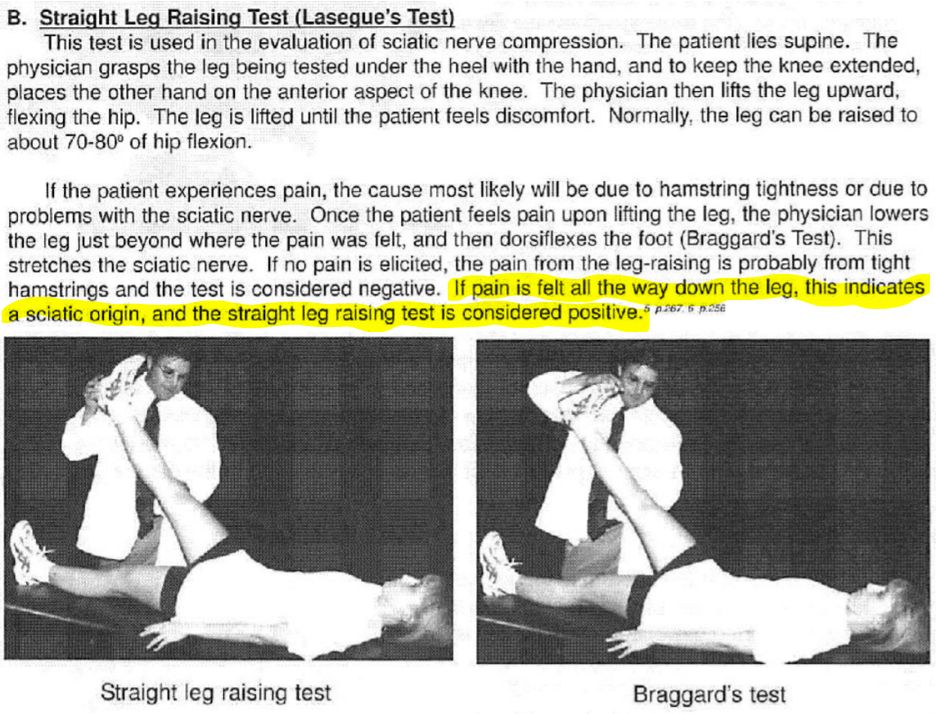 B. Straight Leg Raising Test (Lasegue's Test)
This test is used in the evaluation of sciatic nerve compression. The patient lies supine. The
physician grasps the leg being tested under the heel with the hand, and to keep the knee extended,
places the other hand on the anterior aspect of the knee. The physician then lifts the leg upward,
flexing the hip. The leg is lifted until the patient feels discomfort. Normally, the leg can be raised to
about 70-80º of hip flexion.
If the patient experiences pain, the cause most likely will be due to hamstring tightness or due to
problems with the sciatic nerve. Once the patient feels pain upon lifting the leg, the physician lowers
the leg just beyond where the pain was felt, and then dorsiflexes the foot (Braggard's Test). This
stretches the sciatic nerve. If no pain is elicited, the pain from the leg-raising is probably from tight
hamstrings and the test is considered negative. If pain is felt all the way down the leg, this indicates
a sciatic origin, and the straight leg raising test is considered positive.5 p.267, 6 p.256
Straight leg raising test
Braggard's test